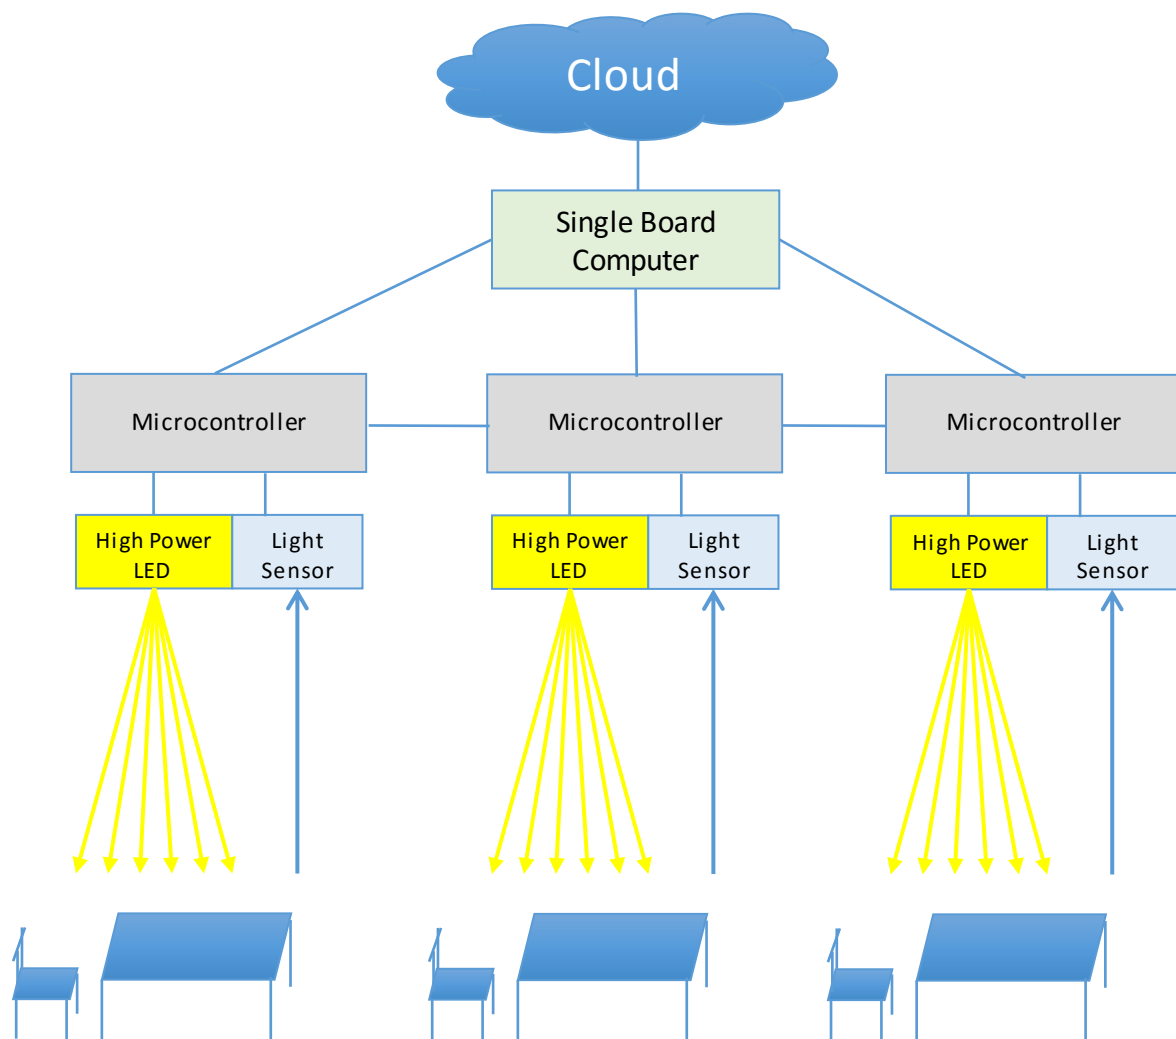 Cloud
Single Board
Computer
Microcontroller
Microcontroller
Microcontroller
High Power
LED
Light
Sensor
High Power
LED
Light
Sensor
High Power
LED
Light
Sensor